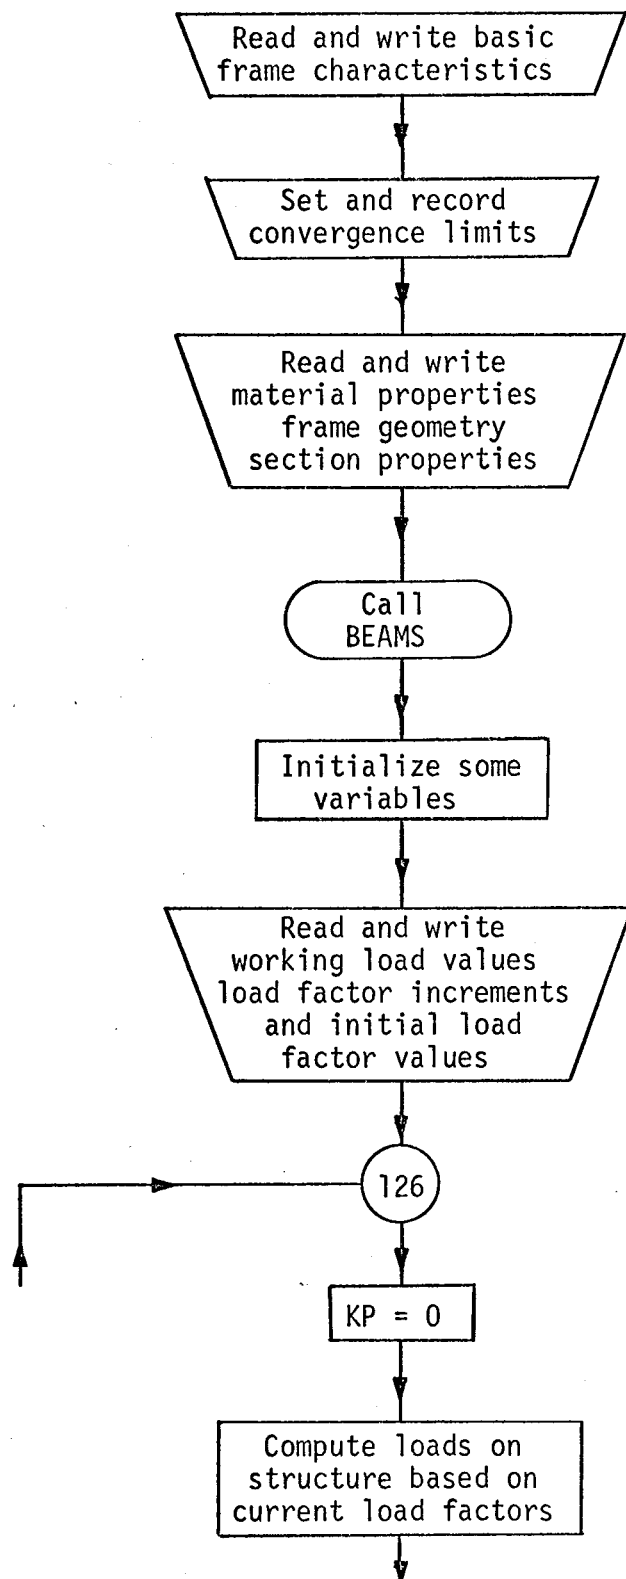 Read and write basic
frame characteristics
Set and record
convergence limits
Read and write
material properties
frame geometry
section properties
Call
BEAMS
Initialize some
variables
Read and write
working load values
load factor increments
and initial load
factor values
126
KP = 0
Compute loads on
structure based on
current load factors